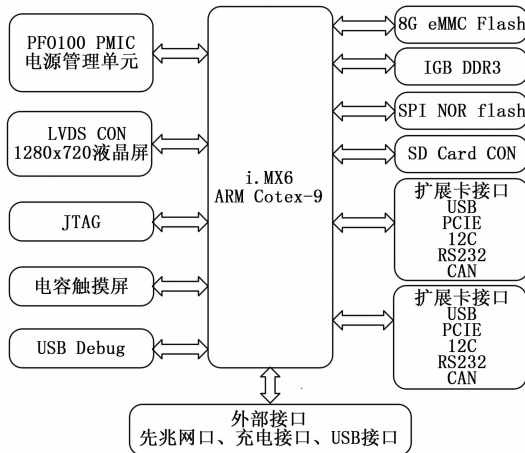 PF0100 PMIC
电源管理单元
LVDS CON
1280x720液晶屏
JTAG
电容触摸屏
USB Debug
i.MX6
ARM Cotex-9
8G eMMC Flash
IGB DDR3
SPI NOR flash
SD Card CON
扩展卡接口
USB
PCIE
12C
RS232
CAN
扩展卡接口
USB
PCIE
12C
RS232
CAN
外部接口
先兆网口、充电接口、USB接口